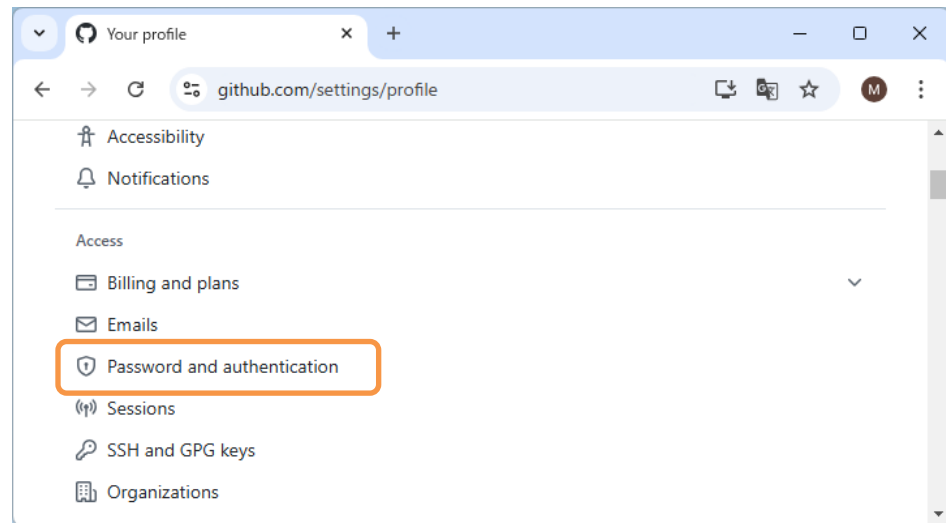 Your profile
github.com/settings/profile
M
Accessibility
Notifications
Access
Billing and plans
Emails
Password and authentication
Sessions
SSH and GPG keys
Organizations